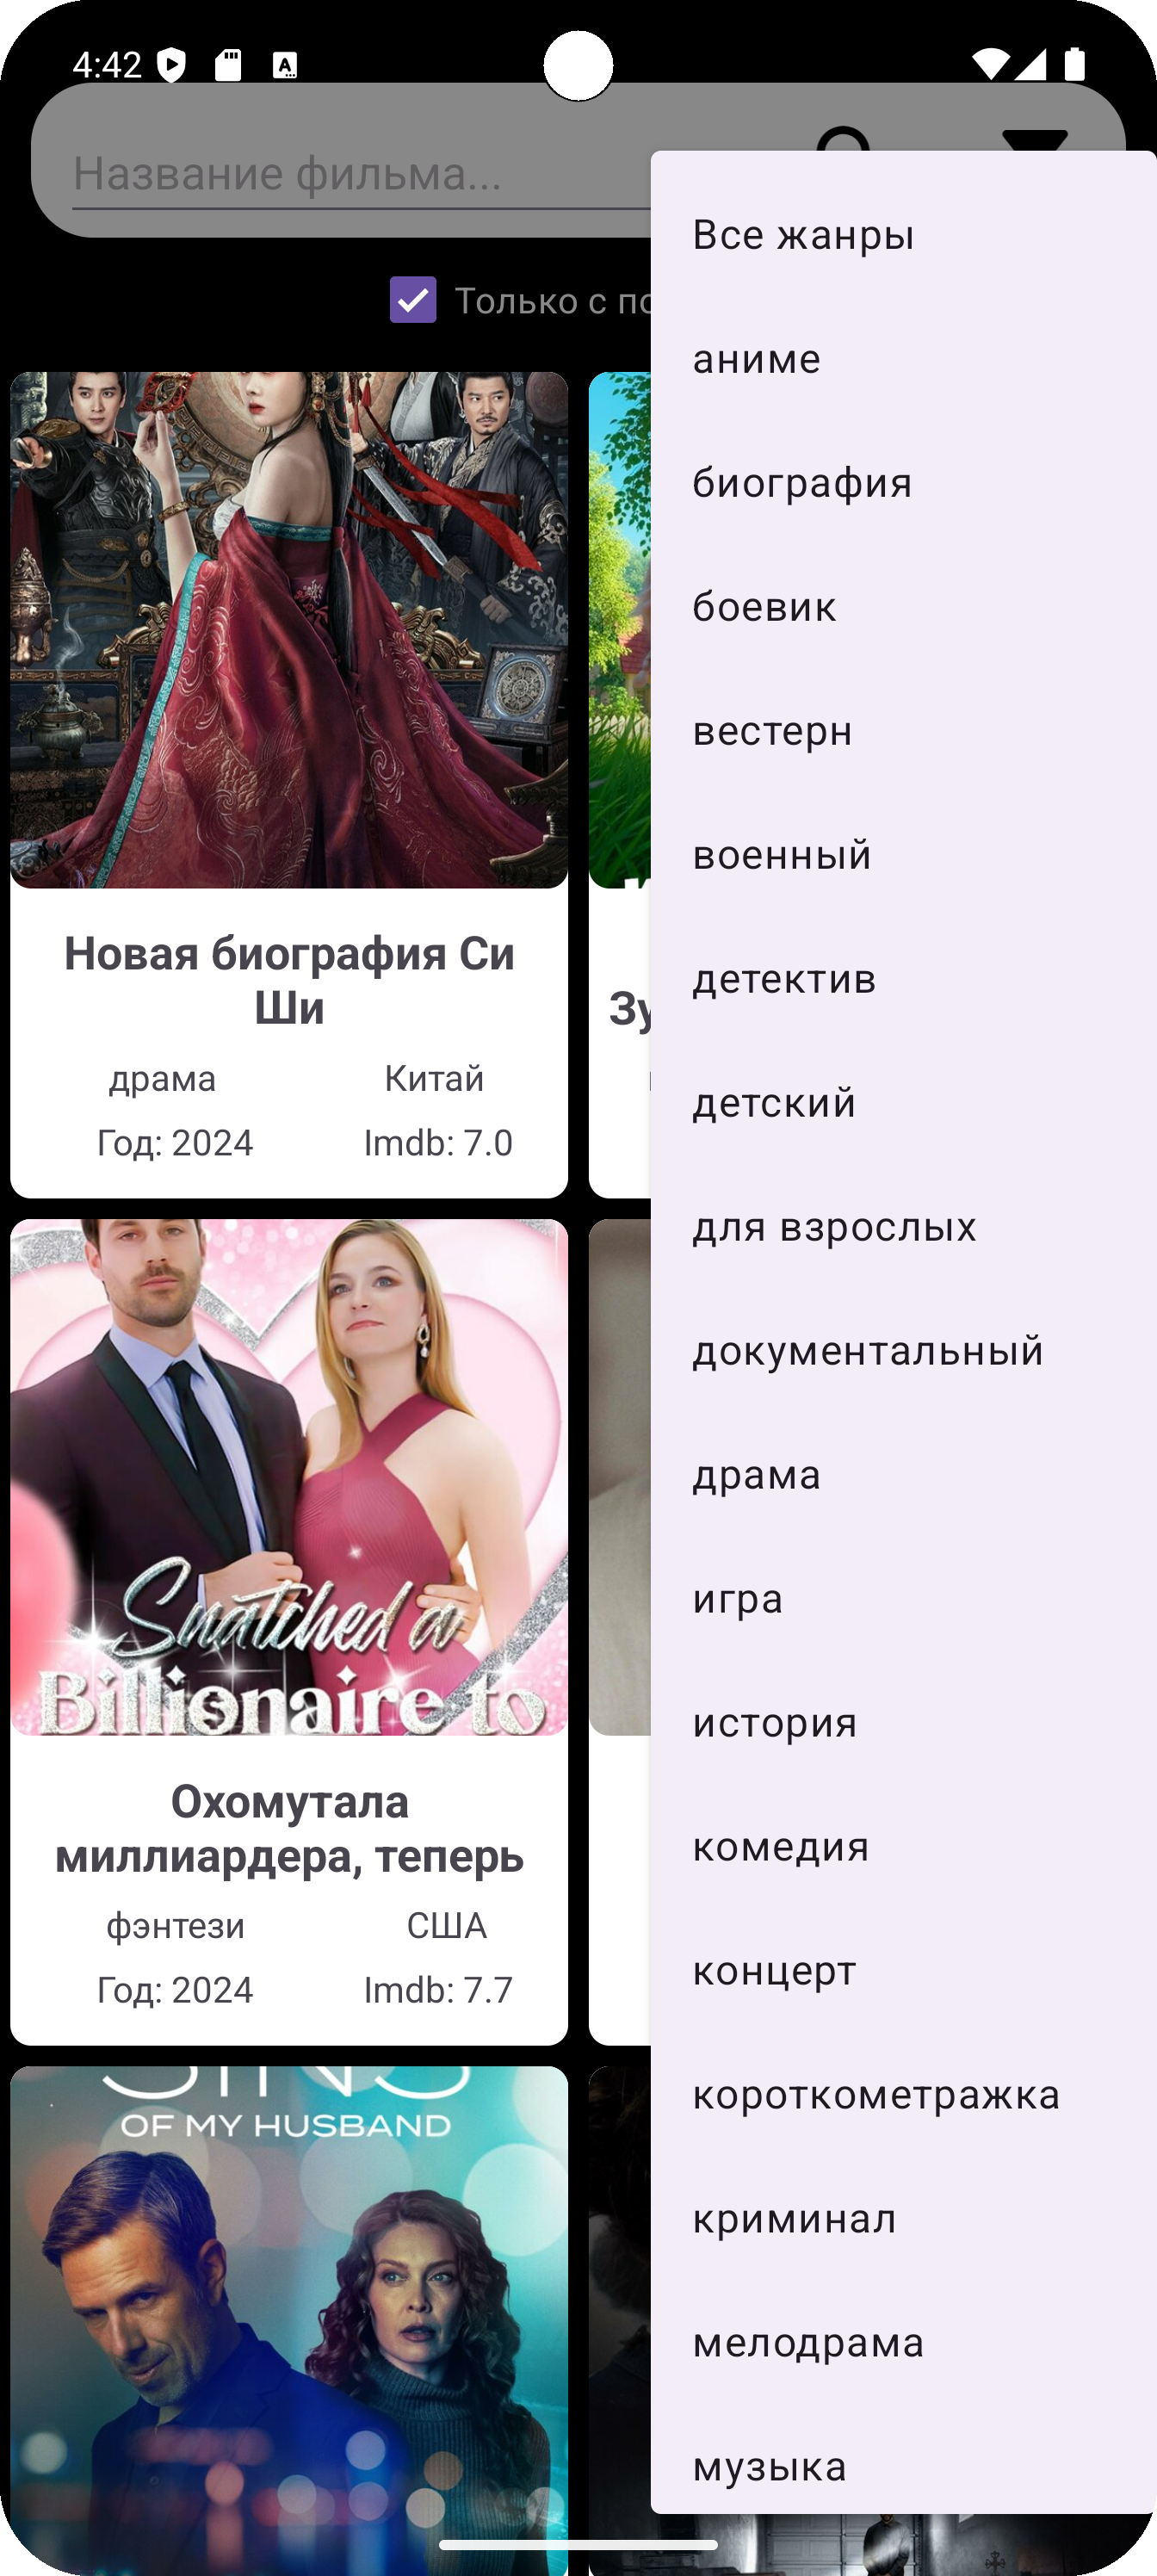 4:42
Название фильма...
Только с по
Все жанры
аниме
биография
боевик
вестерн
военный
детектив
детский
для взрослых
документальный
драма
игра
история
комедия
концерт
короткометражка
криминал
мелодрама
музыка
Новая биография Си
Ши
драма Китай
Год: 2024 Imdb: 7.0
Зу
Snatched a
Billionaire to
Охомутала
миллиардера, теперь
фэнтези США
Год: 2024 Imdb: 7.7
SINS
OF MY HUSBAND